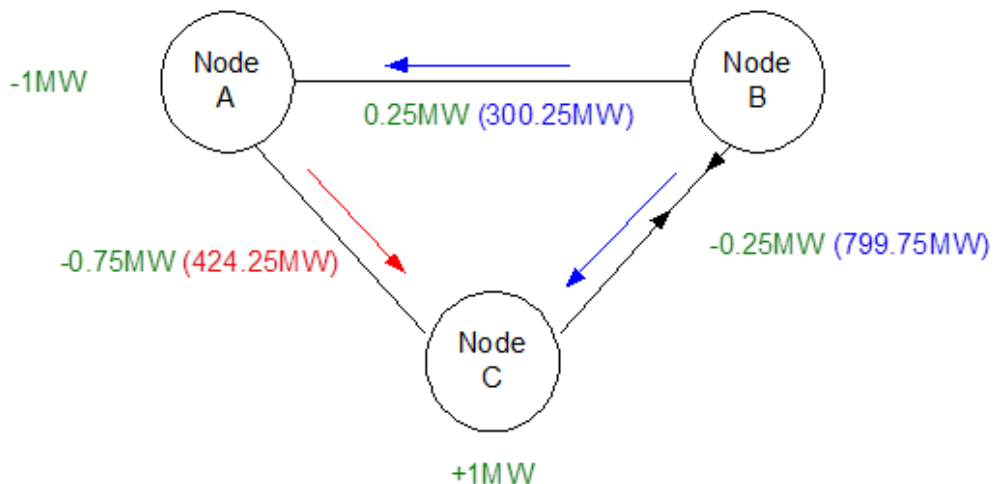 Node
A
Node
B
-1MW
0.25MW (300.25MW)
-0.75MW (424.25MW)
-0.25MW (799.75MW)
Node
C
+1MW